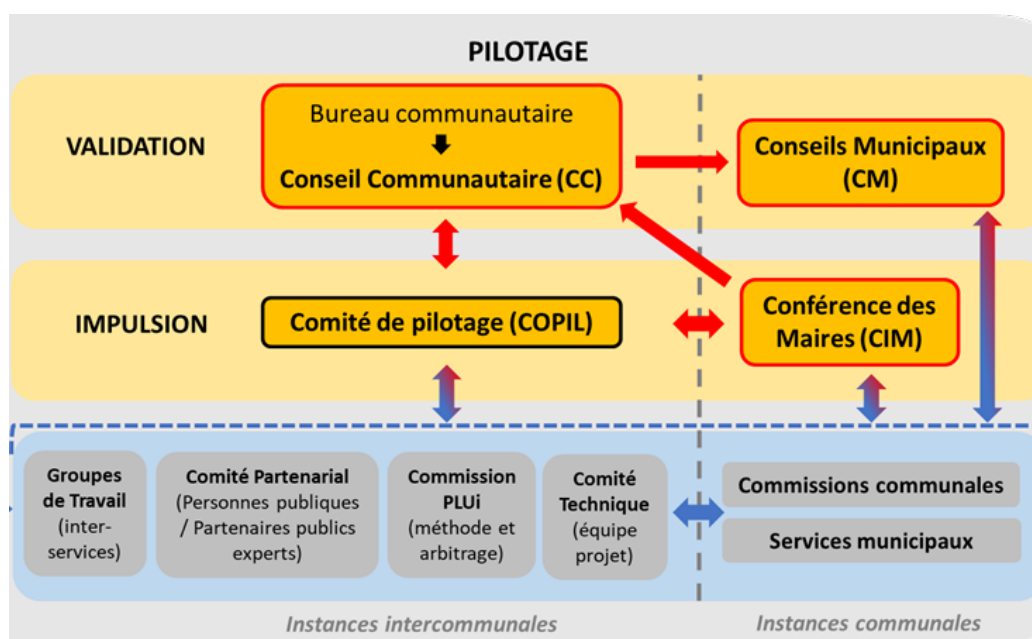 PILOTAGE
VALIDATION
Bureau communautaire
Conseil Communautaire (CC)
Conseils Municipaux
(CM)
IMPULSION
Comité de pilotage (COPIL)
Conférence des
Maires (CIM)
Groupes
de Travail
(inter-
services)
Comité Partenarial
(Personnes publiques
/ Partenaires publics
experts)
Commission
PLUi
(méthode et
arbitrage)
Comité
Technique
(équipe
projet)
Commissions communales
Services municipaux
Instances intercommunales
Instances communales